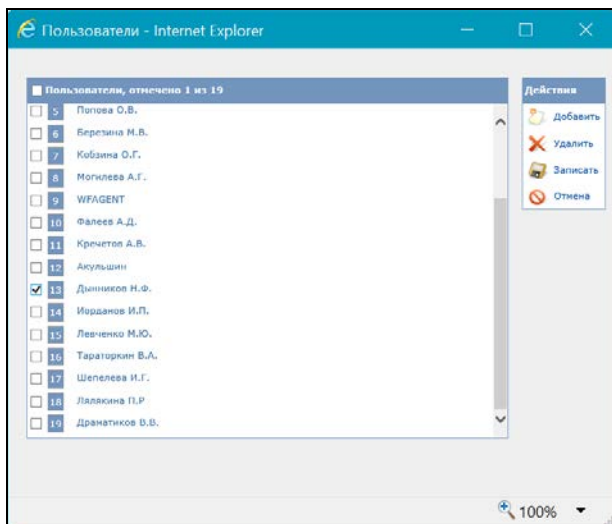 Пользователи - Internet Explorer
Пользователи, отмечено 1 из 19
Действия
5 Попова О.В.
Добавить
6 Березина М.В.
Удалить
7 Кобзина О.Г.
Записать
8 Могилева А.Г.
Отмена
9 WFAGENT
10 Фалеев А.Д.
11 Кречетов А.В.
12 Акульшин
13 Дынников Н.Ф.
14 Иорданов И.П.
15 Левченко М.Ю.
16 Тараторкин В.А.
17 Шепелева И.Г.
18 Лялякина П.Р
19 Драматиков В.В.
100%